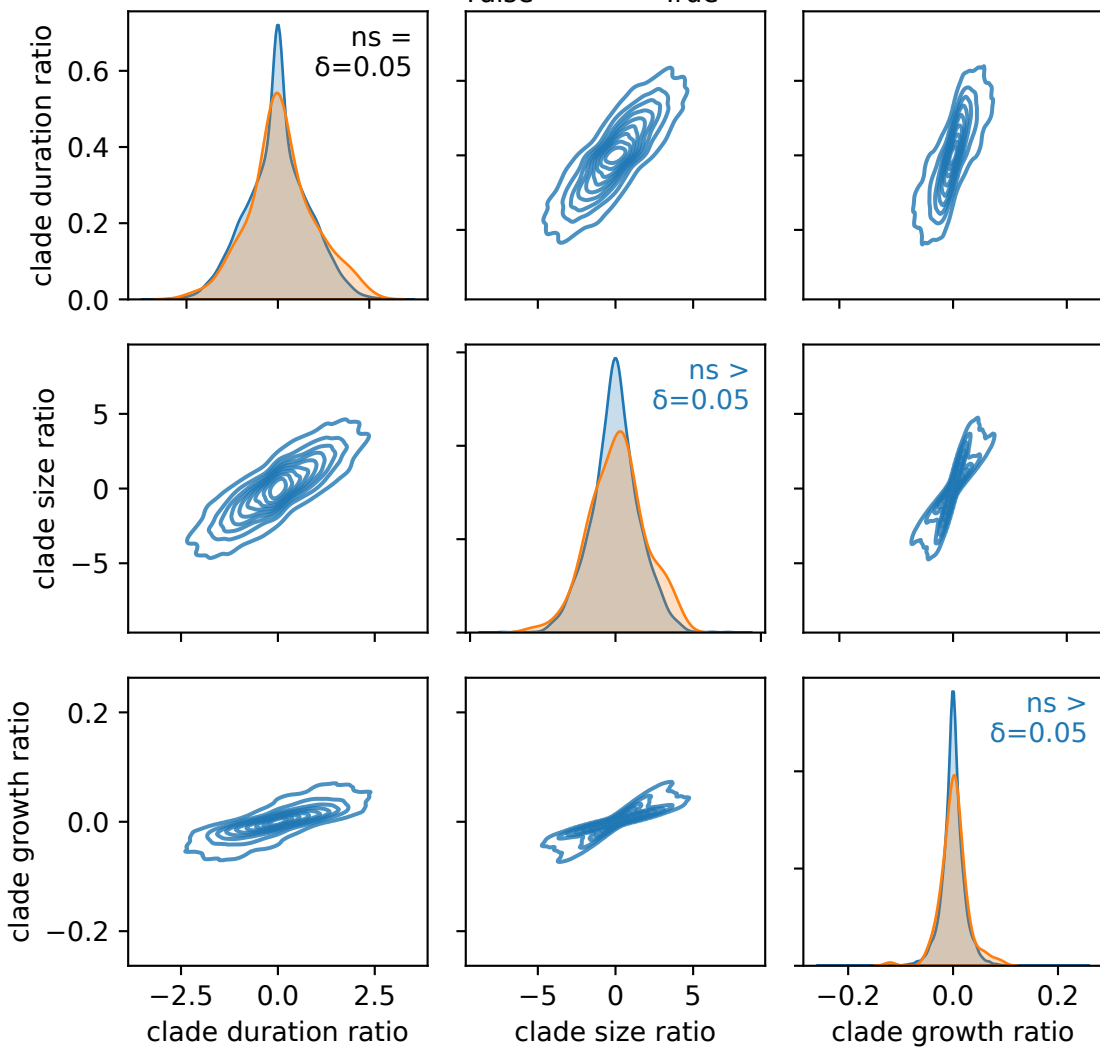 clade duration ratio
0.6
0.4
0.2
0.0
ns =
δ=0.05
clade size ratio
5
0
−5
ns >
δ=0.05
clade growth ratio
0.2
0.0
−0.2
ns >
δ=0.05
−2.5 0.0 2.5
−5 0 5
−0.2 0.0 0.2
clade duration ratio
clade size ratio
clade growth ratio